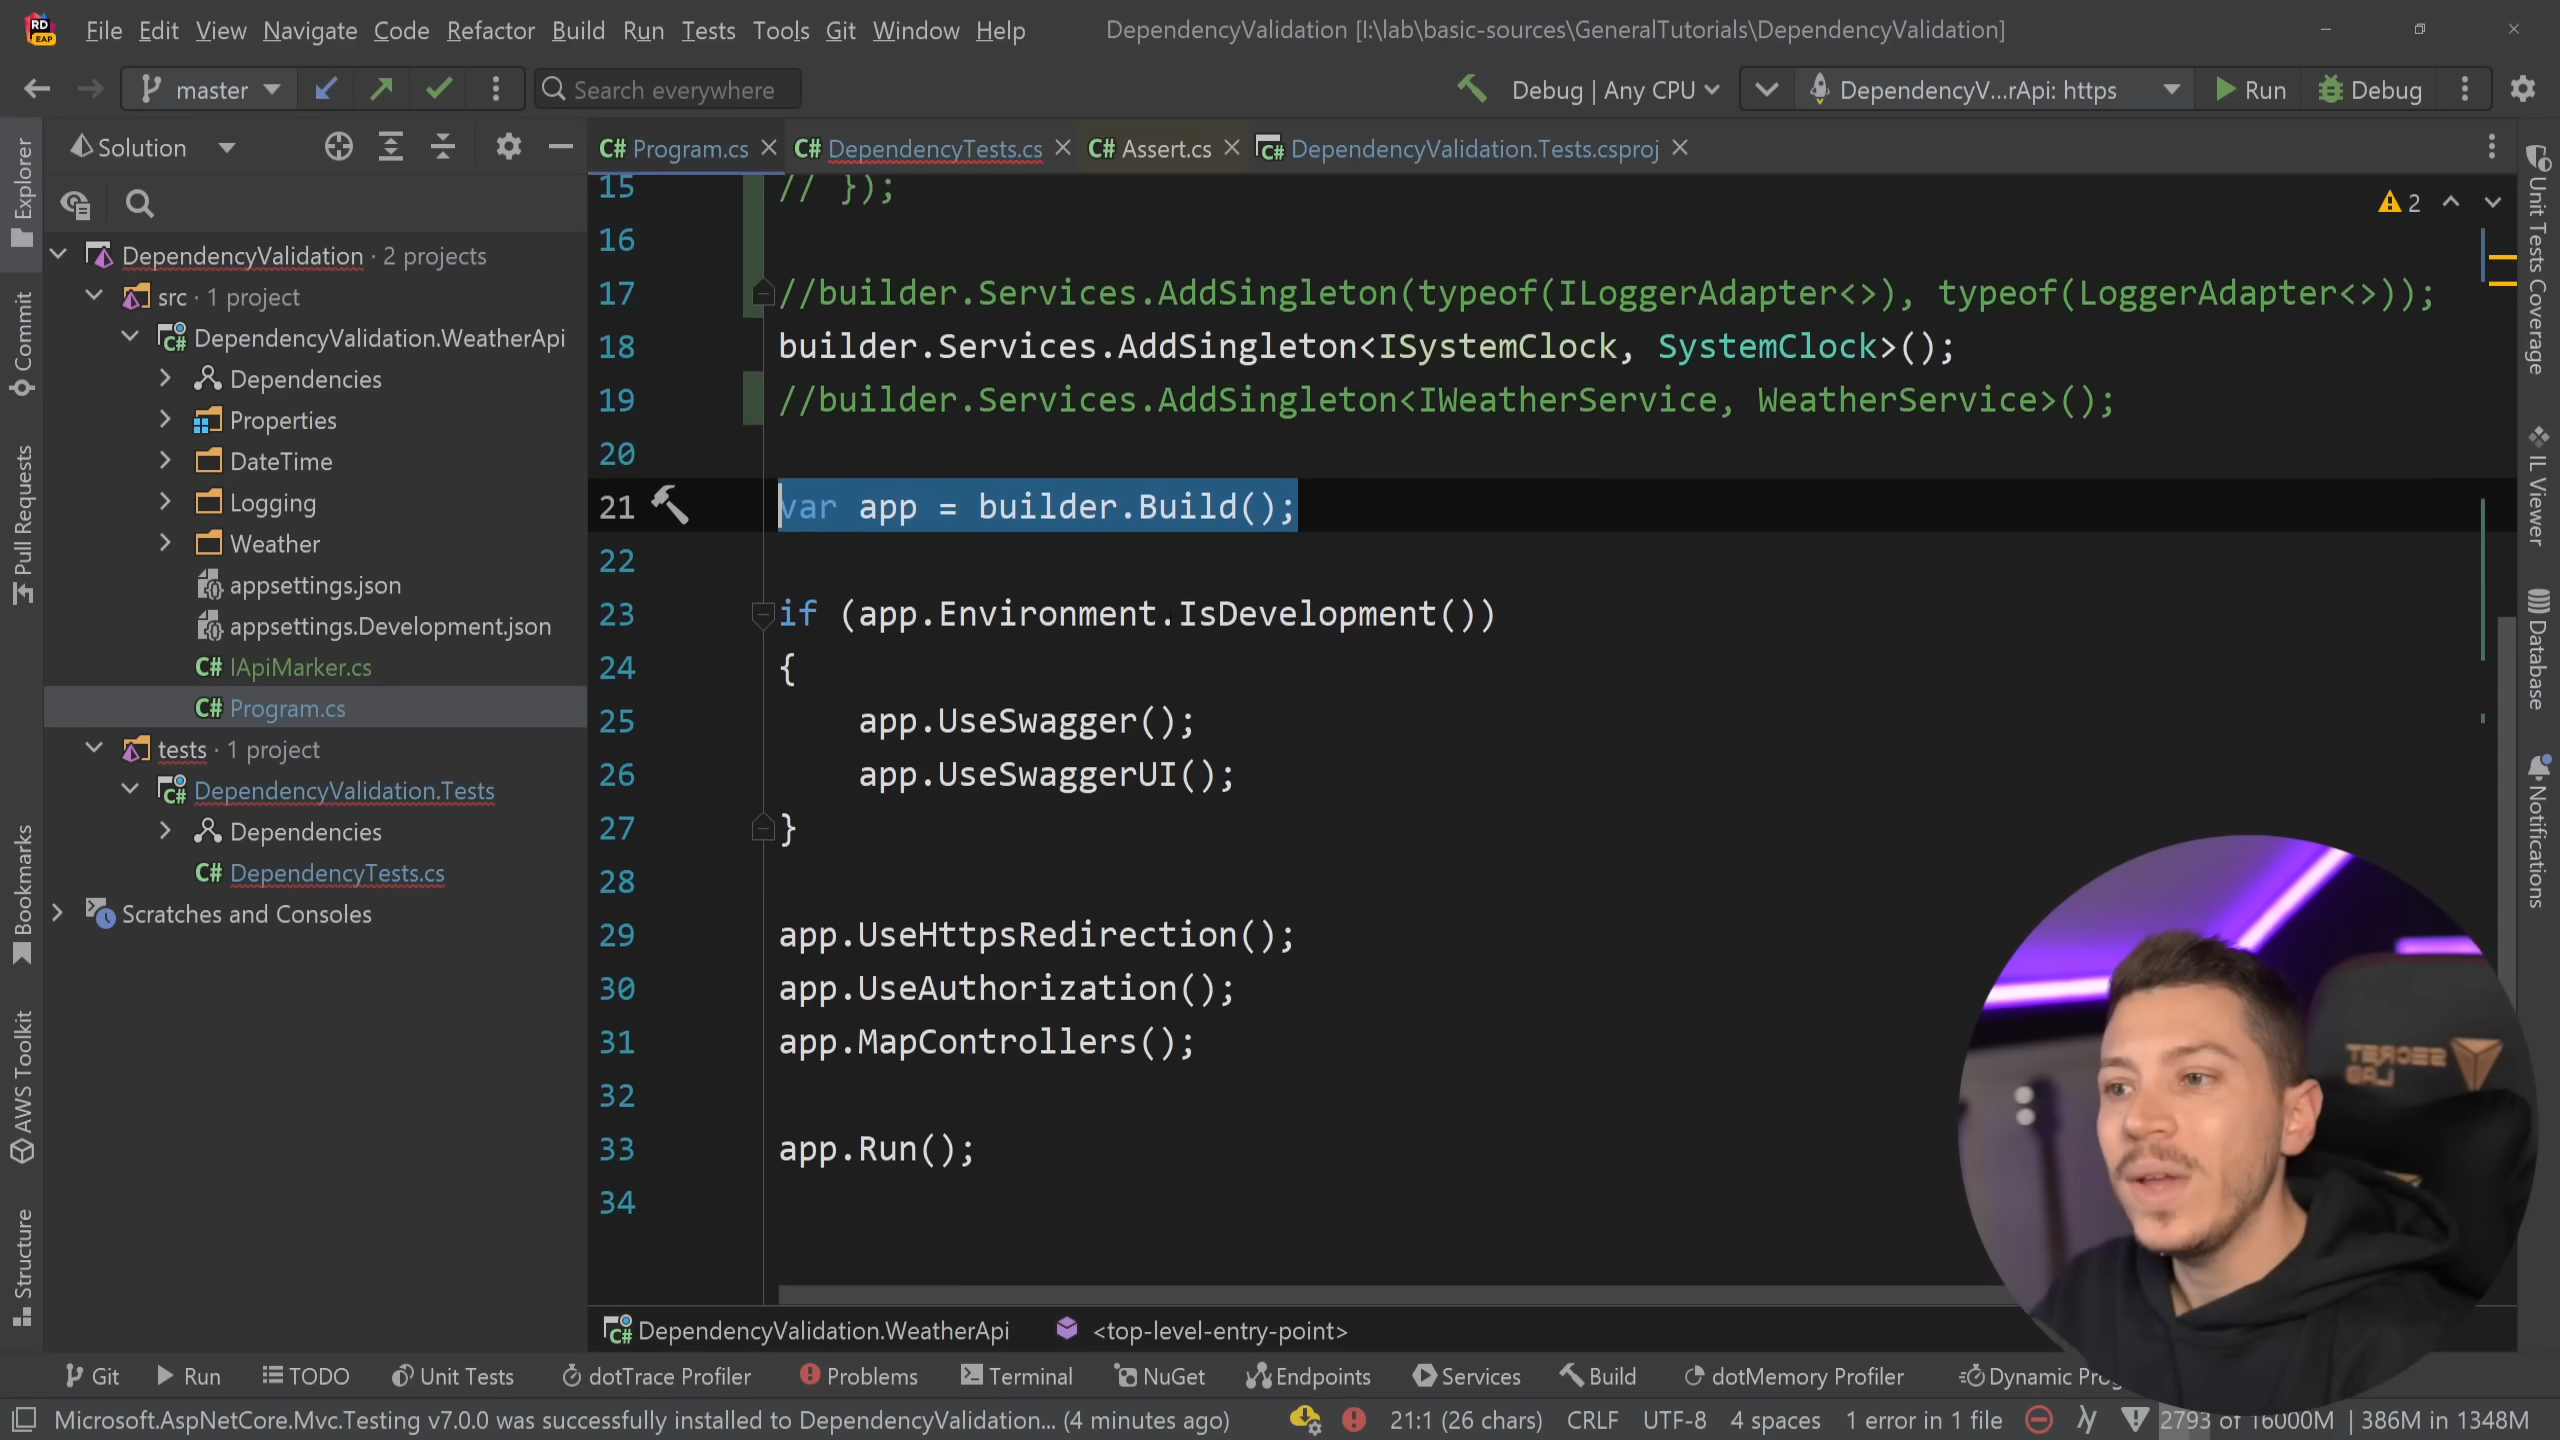 File Edit View Navigate Code Refactor Build Run Tests Tools Git Window Help
DependencyValidation [I:\lab\basic-sources\GeneralTutorials\DependencyValidation]
master
Search everywhere
Debug | Any CPU
DependencyV...rApi: https
Run
Debug
Solution
Program.cs
DependencyTests.cs
Assert.cs
DependencyValidation.Tests.csproj
Explorer
Commit
Pull Requests
Bookmarks
AWS Toolkit
Structure
DependencyValidation · 2 projects
src · 1 project
DependencyValidation.WeatherApi
Dependencies
Properties
DateTime
Logging
Weather
appsettings.json
appsettings.Development.json
C# IApiMarker.cs
C# Program.cs
tests · 1 project
DependencyValidation.Tests
Dependencies
C# DependencyTests.cs
Scratches and Consoles
2
15 // });
16
17 //builder.Services.AddSingleton(typeof(ILoggerAdapter<>), typeof(LoggerAdapter<>));
18 builder.Services.AddSingleton<ISystemClock, SystemClock>();
19 //builder.Services.AddSingleton<IWeatherService, WeatherService>();
20
21 var app = builder.Build();
22
23 if (app.Environment.IsDevelopment())
24 {
25 app.UseSwagger();
26 app.UseSwaggerUI();
27 }
28
29 app.UseHttpsRedirection();
30 app.UseAuthorization();
31 app.MapControllers();
32
33 app.Run();
34
Unit Tests Coverage
IL Viewer
Database
Notifications
SECRET
LAB
DependencyValidation.WeatherApi
<top-level-entry-point>
Git Run TODO Unit Tests dotTrace Profiler Problems Terminal NuGet Endpoints Services Build dotMemory Profiler Dynamic
Microsoft.AspNetCore.Mvc.Testing v7.0.0 was successfully installed to DependencyValidation... (4 minutes ago)
21:1 (26 chars) CRLF UTF-8 4 spaces 1 error in 1 file 2793 of 16000M 386M in 1348M